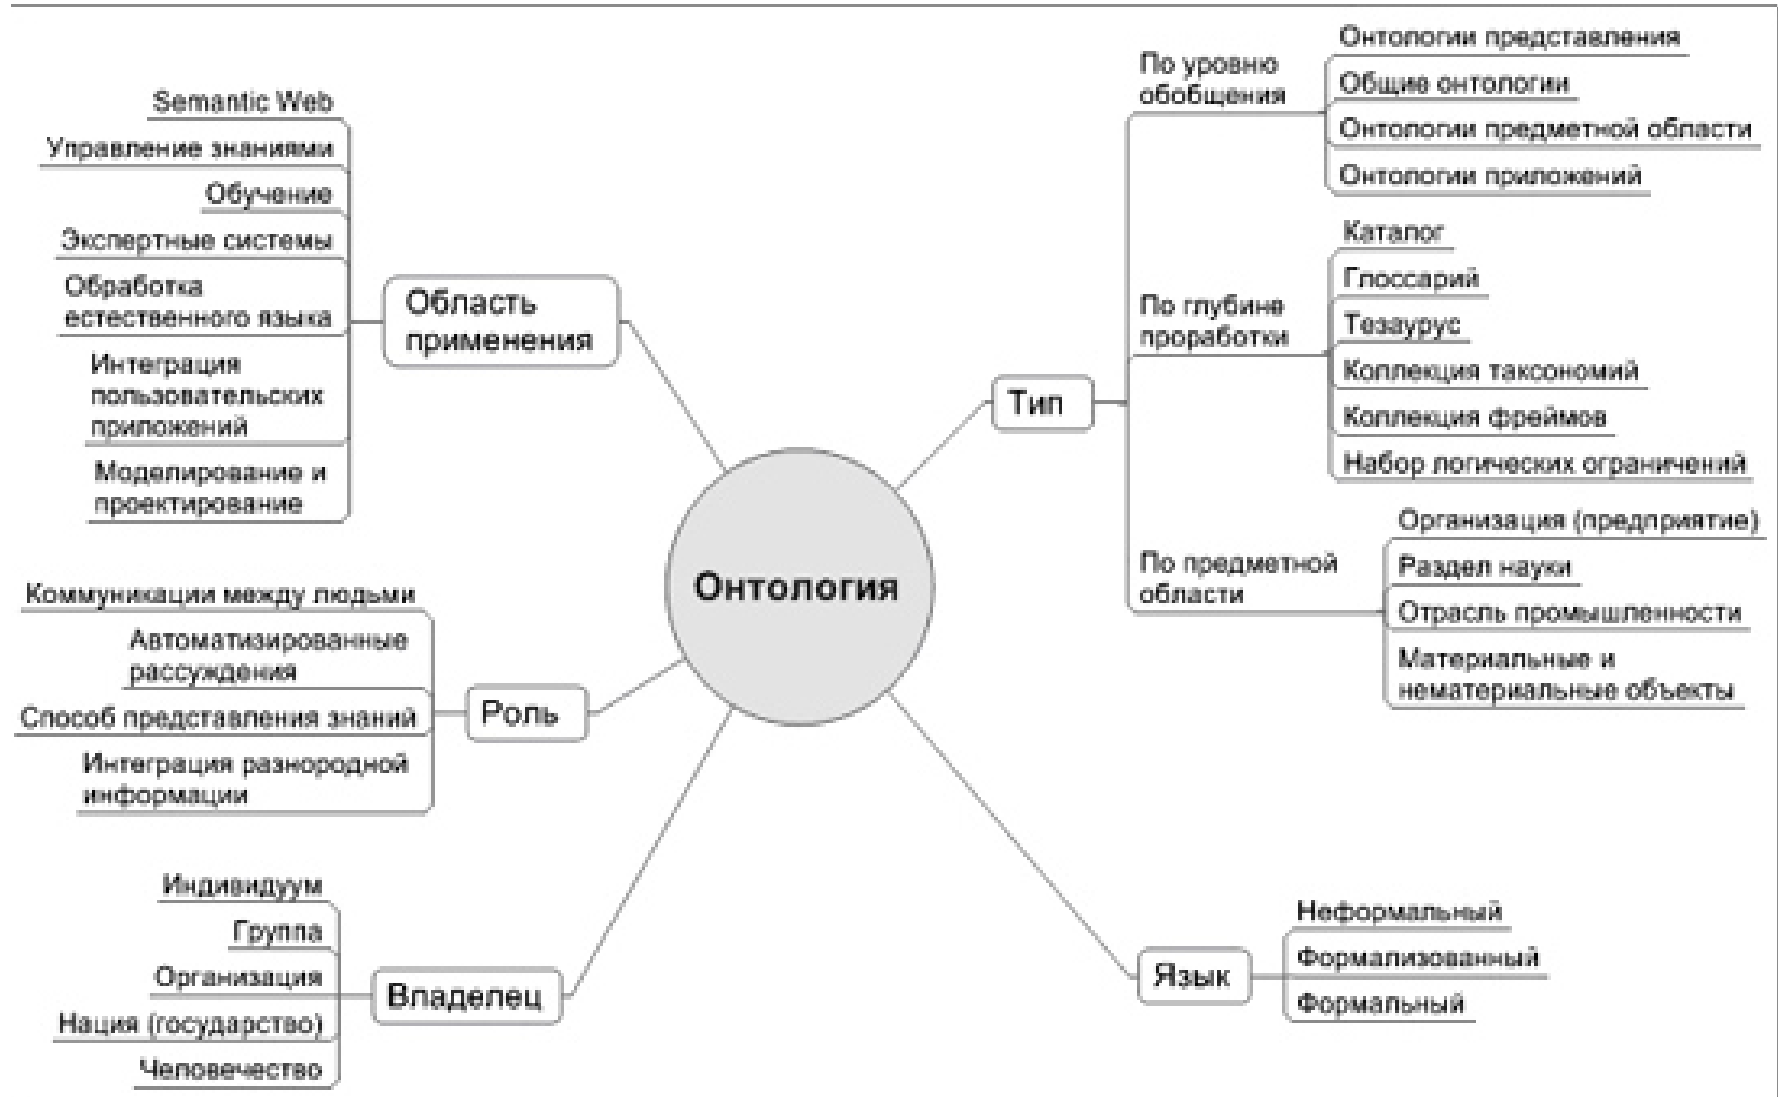 Semantic Web
Управление знаниями
Обучение
Экспертные системы
Обработка
естественного языка
Интеграция
пользовательских
приложений
Моделирование и
проектирование
Область
применения
Коммуникации между людьми
Автоматизированные
рассуждения
Способ представления знаний
Интеграция разнородной
информации
Роль
Индивидуум
Группа
Организация
Нация (государство)
Человечество
Владелец
Онтология
Тип
По уровню
обобщения
Онтологии представления
Общие онтологии
Онтологии предметной области
Онтологии приложений
По глубине
проработки
Каталог
Глоссарий
Тезаурус
Коллекция таксономий
Коллекция фреймов
Набор логических ограничений
По предметной
области
Организация (предприятие)
Раздел науки
Отрасль промышленности
Материальные и
нематериальные объекты
Язык
Неформальный
Формализованный
Формальный